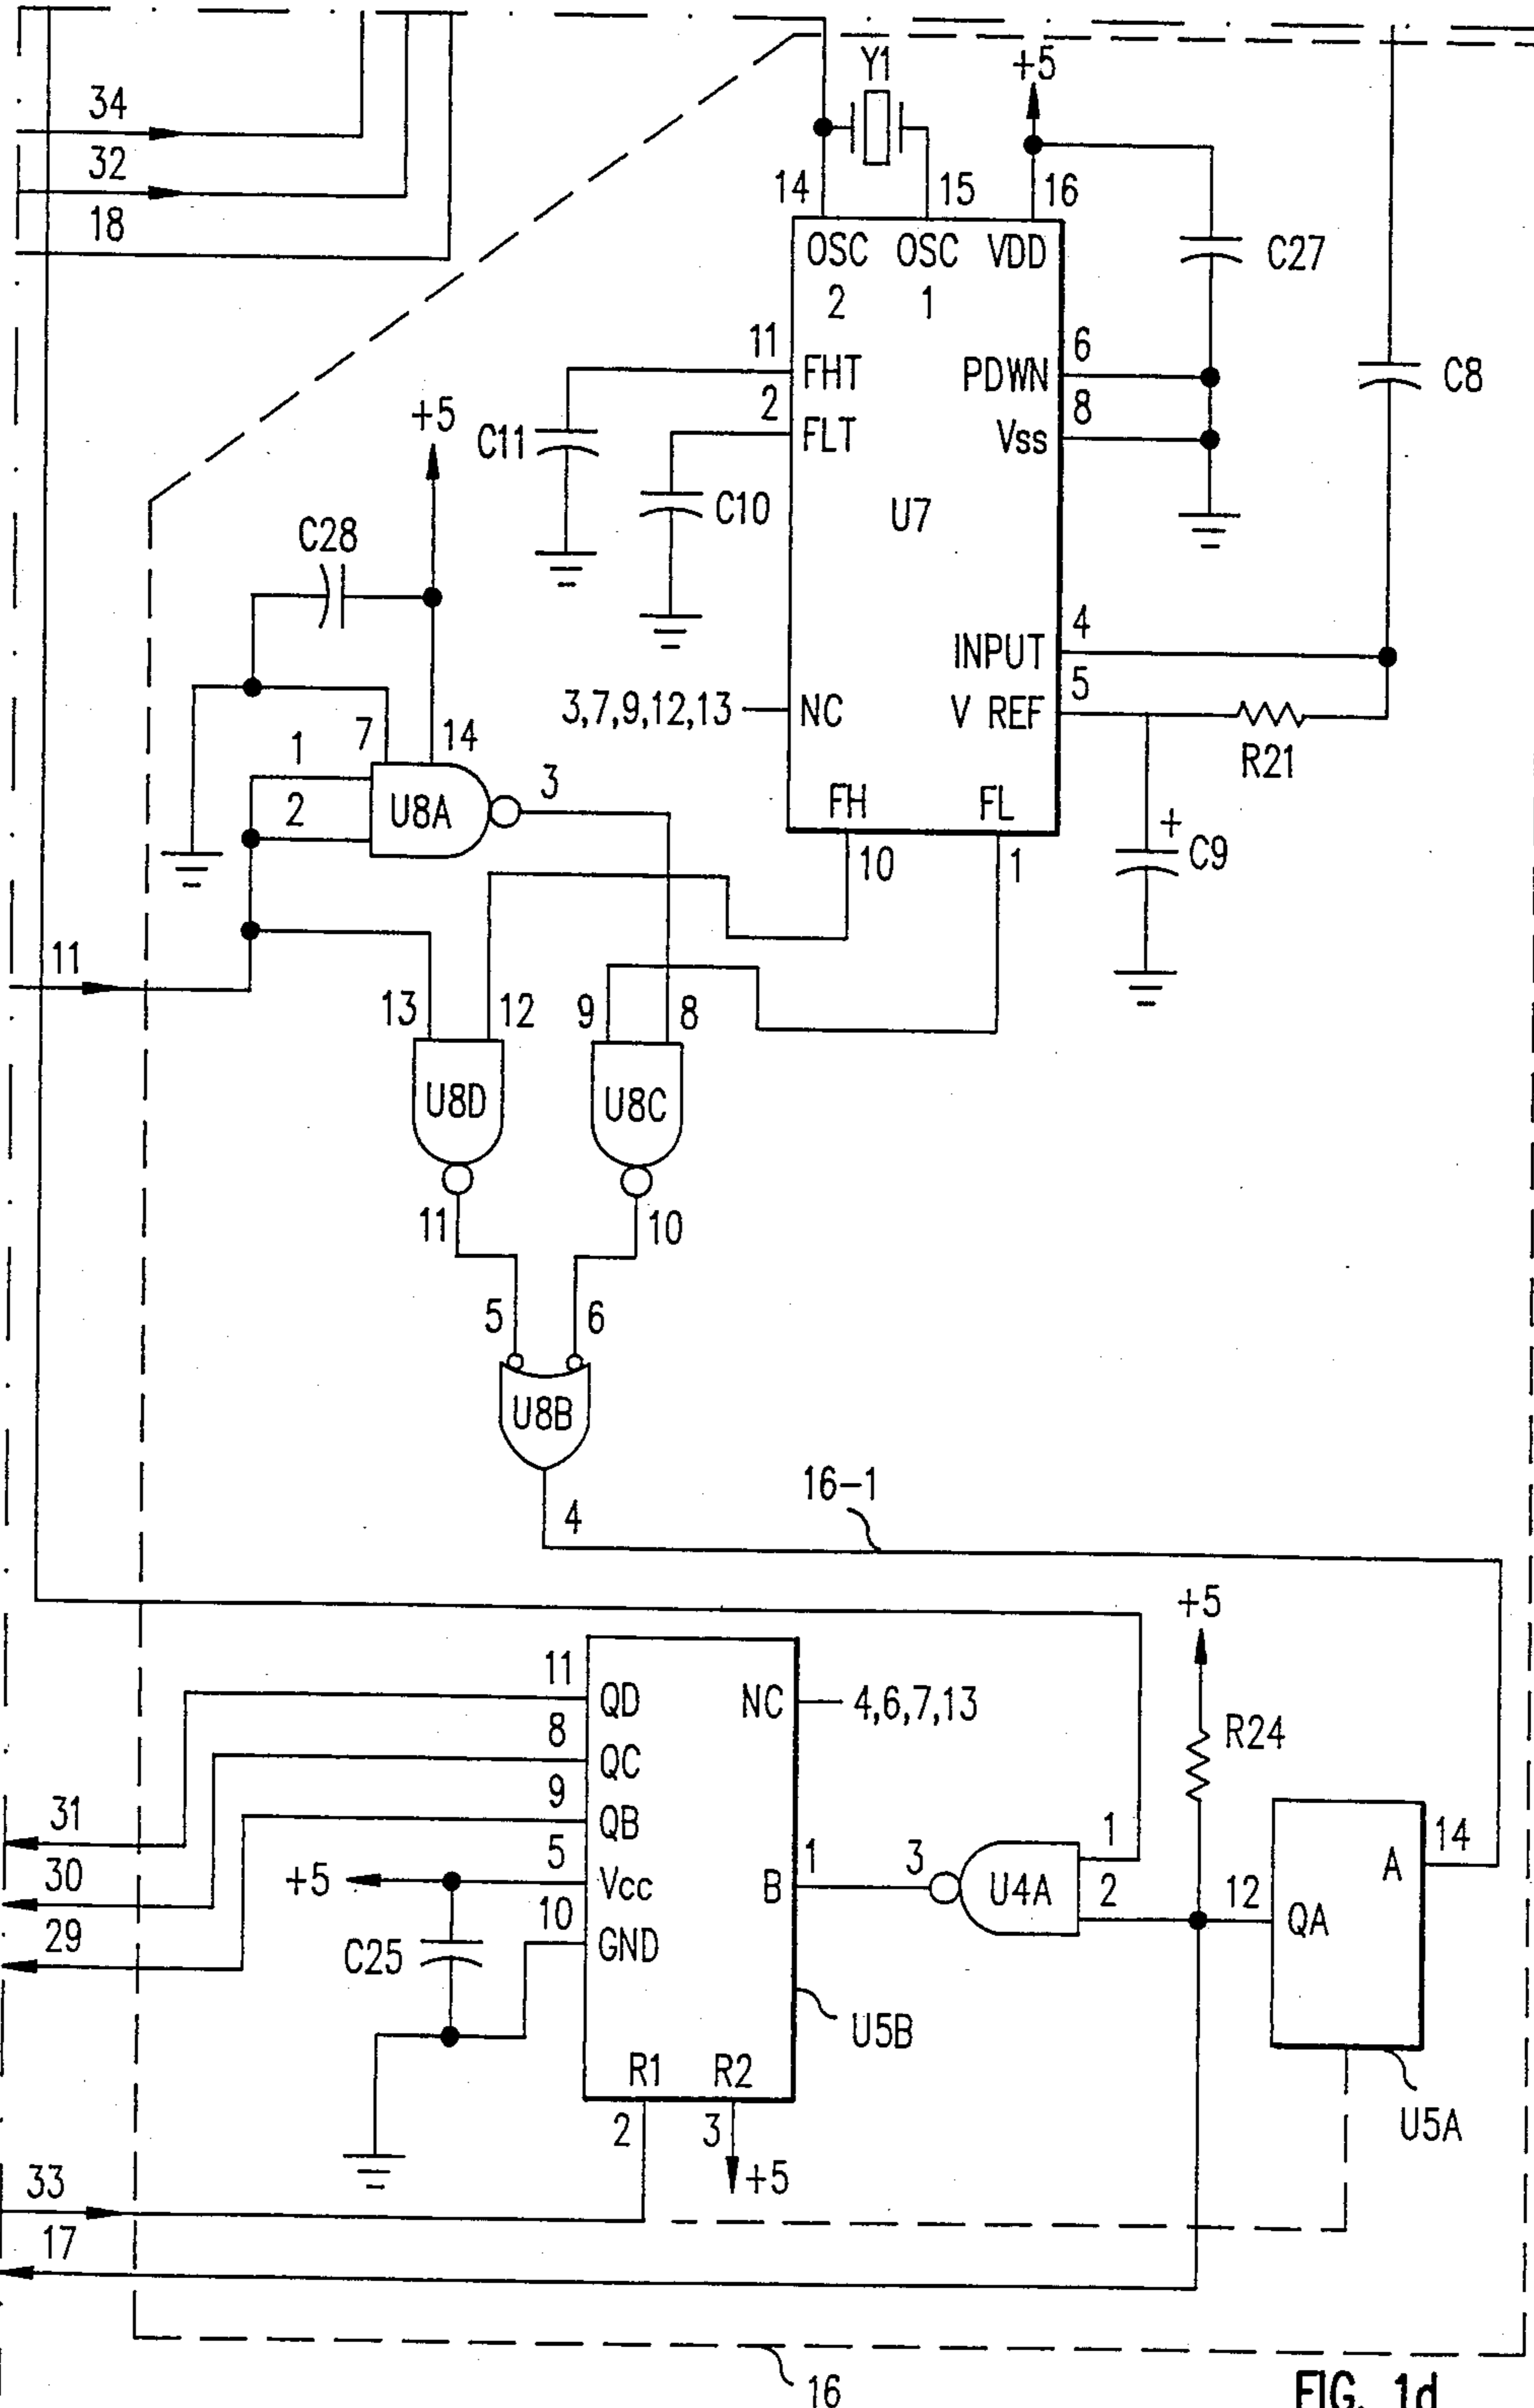 34
32
18
Y1
+5
14
15
16
OSC
2
OSC
1
VDD
C27
11
FHT
2
FLT
PDWN
6
Vss
8
C8
C11
C10
U7
+5
C28
INPUT
4
V REF
5
3,7,9,12,13
NC
R21
7
14
1
2
U8A
3
FH
FL
10
1
+
C9
11
13
12
9
8
U8D
U8C
11
10
5
6
U8B
4
16-1
+5
11
QD
NC
4,6,7,13
8
QC
R24
9
QB
31
5
Vcc
+5
30
10
GND
29
C25
B
1
3
U4A
1
2
12
QA
A
14
U5B
R1
R2
2
3
+5
U5A
33
17
16
FIG. 1d